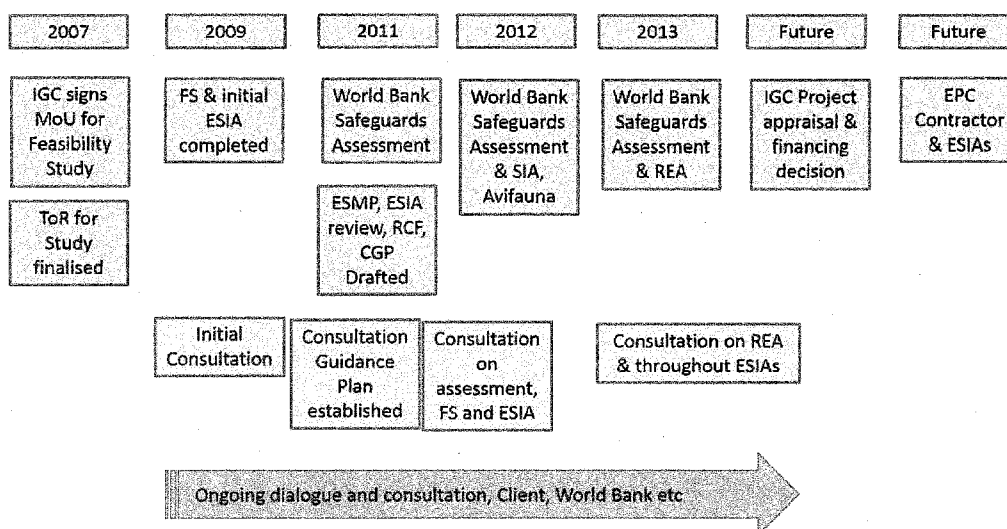 2007
2009
2011
2012
2013
Future
Future
IGC signs
MoU for
Feasibility
Study
FS & initial
ESIA
completed
World Bank
Safeguards
Assessment
World Bank
Safeguards
Assessment
& SIA,
Avifauna
World Bank
Safeguards
Assessment
& REA
IGC Project
appraisal &
financing
decision
EPC
Contractor
& ESIAs
ToR for
Study
finalised
ESMP, ESIA
review, RCF,
CGP
Drafted
Initial
Consultation
Consultation
Guidance
Plan
established
Consultation
on
assessment,
FS and ESIA
Consultation on REA
& throughout ESIAs
Ongoing dialogue and consultation, Client, World Bank etc